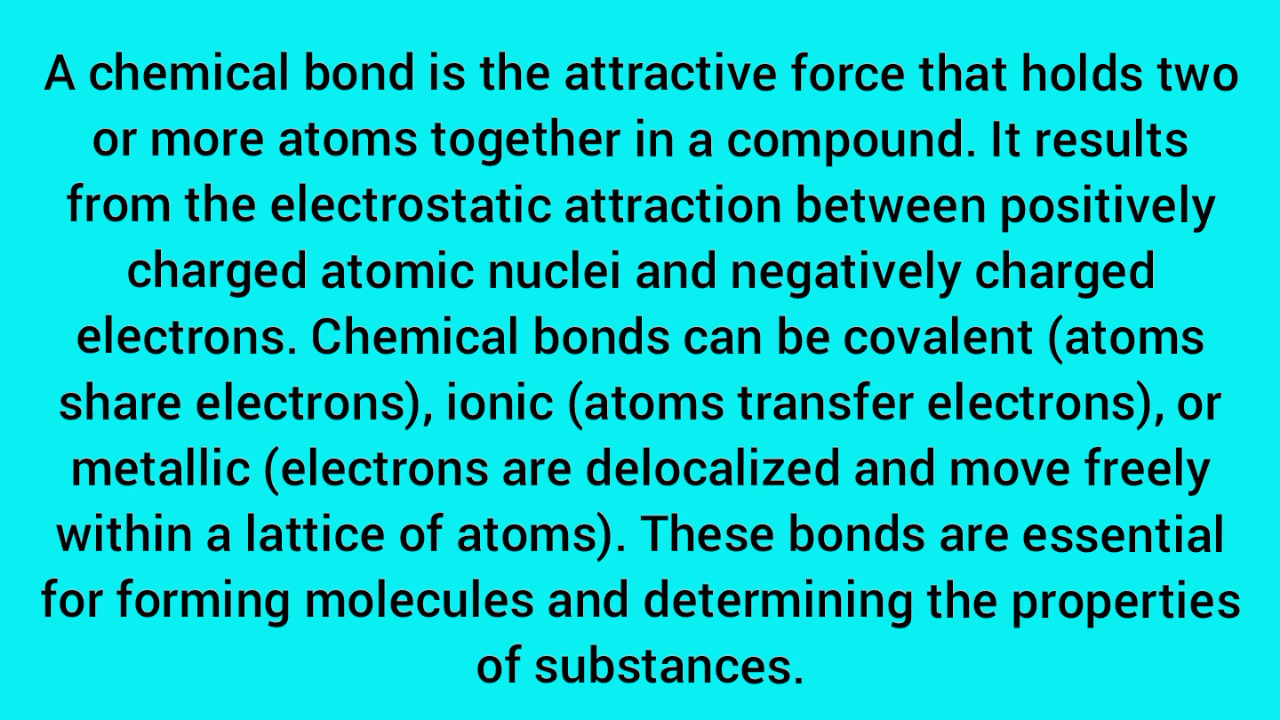 A chemical bond is the attractive force that holds two
or more atoms together in a compound. It results
from the electrostatic attraction between positively
charged atomic nuclei and negatively charged
electrons. Chemical bonds can be covalent (atoms
share electrons), ionic (atoms transfer electrons), or
metallic (electrons are delocalized and move freely
within a lattice of atoms). These bonds are essential
for forming molecules and determining the properties
of substances.